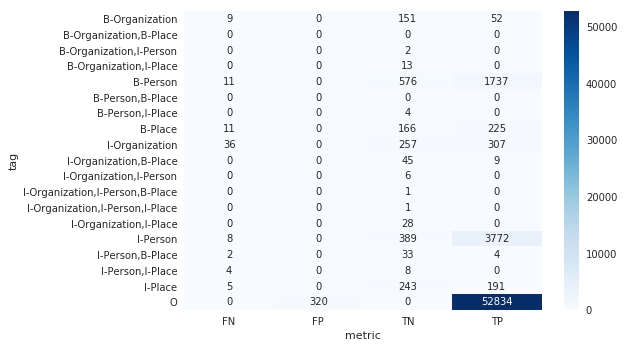 B-Organization 9 0 151 52
B-Organization,B-Place 0 0 0 0
B-Organization,I-Person 0 0 2 0
B-Organization,I-Place 0 0 13 0
B-Person 11 0 576 1737
B-Person,B-Place 0 0 0 0
B-Person,I-Place 0 0 4 0
B-Place 11 0 166 225
I-Organization 36 0 257 307
I-Organization,B-Place 0 0 45 9
I-Organization,I-Person 0 0 6 0
I-Organization,I-Person,B-Place 0 0 1 0
I-Organization,I-Person,I-Place 0 0 1 0
I-Organization,I-Place 0 0 28 0
I-Person 8 0 389 3772
I-Person,B-Place 2 0 33 4
I-Person,I-Place 4 0 8 0
I-Place 5 0 243 191
O 0 320 0 52834
FN FP TN TP
metric
tag
50000
40000
30000
20000
10000
0